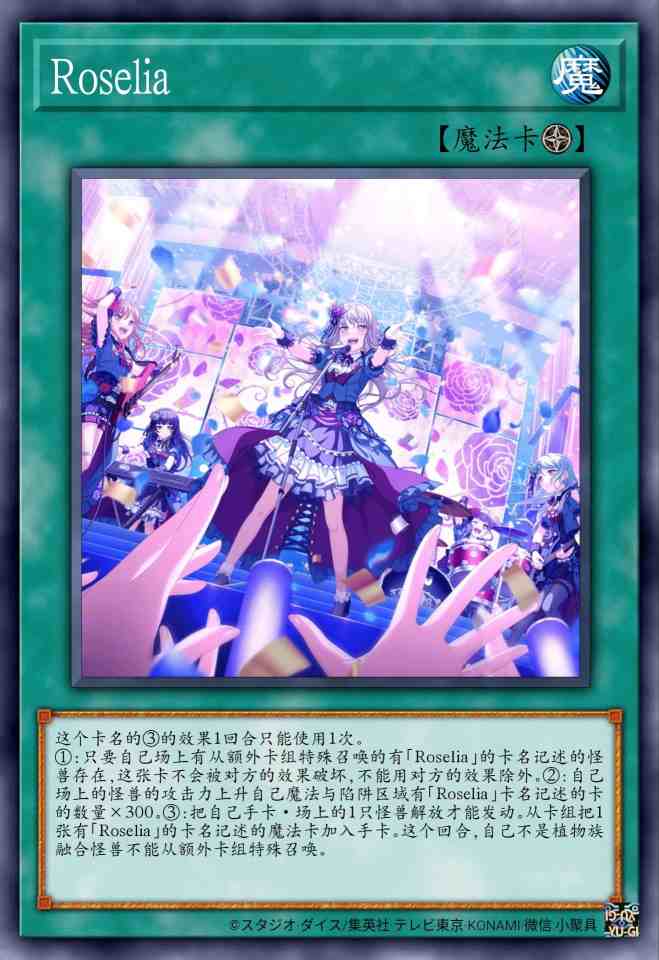 Roselia
魔
【魔法卡】
这个卡名的③的效果1回合只能使用1次。
①:只要自己场上有从额外卡组特殊召唤的有「Roselia」的卡名记述的怪
兽存在,这张卡不会被对方的效果破坏,不能用对方的效果除外。②:自己
场上的怪兽的攻击力上升自己魔法与陷阱区域有「Roselia」卡名记述的卡
的数量×300。③:把自己手卡・场上的1只怪兽解放才能发动。从卡组把1
张有「Roselia」的卡名记述的魔法卡加入手卡。这个回合,自己不是植物族
融合怪兽不能从额外卡组特殊召唤。
©スタジオ・ダイス/集英社 テレビ東京 KONAMI/微信 小聚具